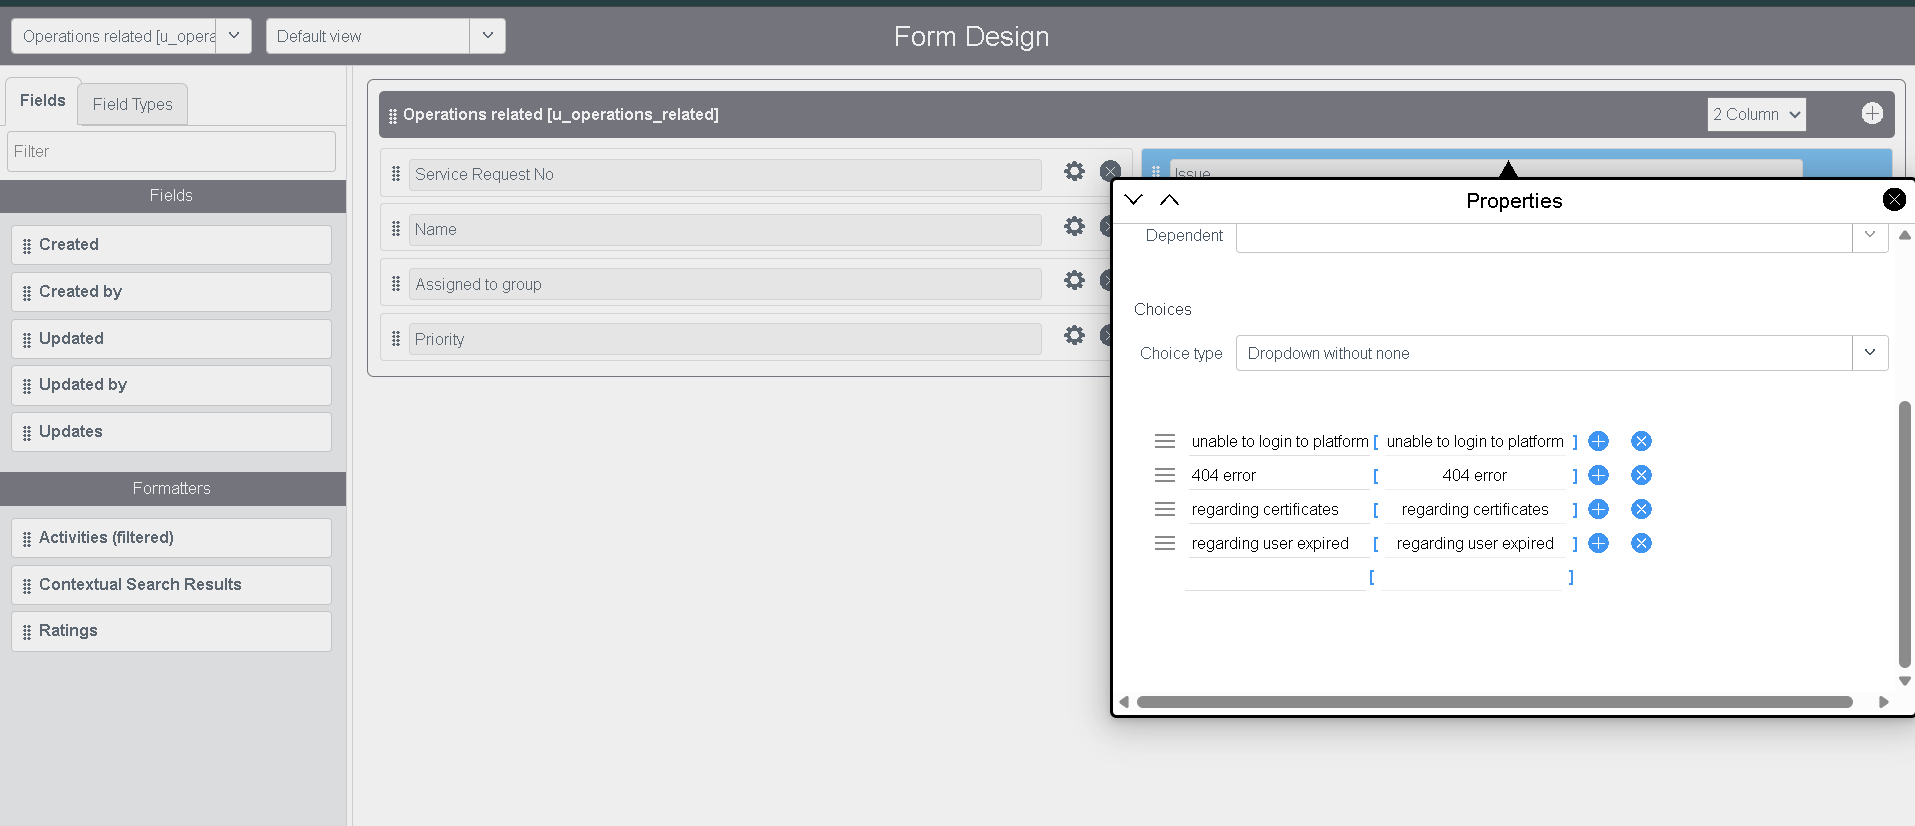 Operations related [u_opera
Default view
Form Design
Fields
Field Types
Filter
Fields
Created
Created by
Updated
Updated by
Updates
Formatters
Activities (filtered)
Contextual Search Results
Ratings
Operations related [u_operations_related]
2 Column
Service Request No
Issue
Name
Assigned to group
Priority
Properties
Dependent
Choices
Choice type Dropdown without none
unable to login to platform [ unable to login to platform ]
404 error [ 404 error ]
regarding certificates [ regarding certificates ]
regarding user expired [ regarding user expired ]
[ ]